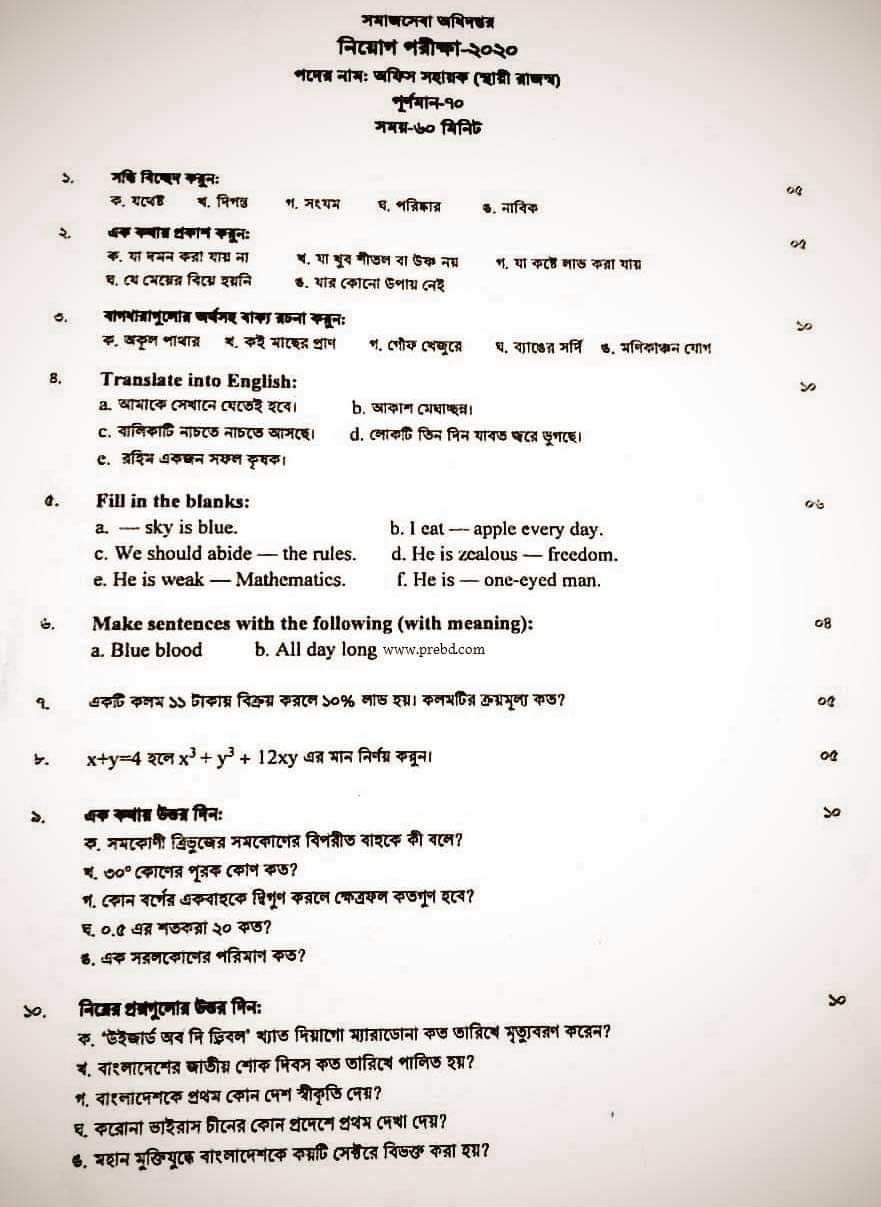 সমাজসেবা অধিদপ্তর
নিয়োগ পরীক্ষা-২০২০
পদের নাম: অফিস সহায়ক (স্থায়ী রাজস্ব)
পূর্ণমান-৭০
সময়-৬০ মিনিট
১. সন্ধি বিচ্ছেদ করুন: ০৫
ক. যথেষ্ট খ. দিগন্ত গ. সংযম ঘ. পরিষ্কার ঙ. নাবিক
২. এক কথায় প্রকাশ করুন: ০৫
ক. যা দমন করা যায় না খ. যা খুব শীতল বা উষ্ণ নয় গ. যা কষ্টে লাভ করা যায়
ঘ. যে মেয়ের বিয়ে হয়নি ঙ. যার কোনো উপায় নেই
৩. বাগধারাগুলোর অর্থসহ বাক্য রচনা করুন: ১০
ক. অকূল পাথার খ. কই মাছের প্রাণ গ. গোঁফ খেজুরে ঘ. ব্যাঙের সর্দি ঙ. মণিকাঞ্চন যোগ
৪. Translate into English: ১০
a. আমাকে সেখানে যেতেই হবে। b. আকাশ মেঘাচ্ছন্ন।
c. বালিকাটি নাচতে নাচতে আসছে। d. লোকটি তিন দিন যাবত জ্বরে ভুগছে।
e. রহিম একজন সফল কৃষক।
৫. Fill in the blanks: ০৬
a. — sky is blue. b. I eat — apple every day.
c. We should abide — the rules. d. He is zealous — freedom.
e. He is weak — Mathematics. f. He is — one-eyed man.
৬. Make sentences with the following (with meaning): ০৪
a. Blue blood b. All day long www.prebd.com
৭. একটি কলম ১১ টাকায় বিক্রয় করলে ১০% লাভ হয়। কলমটির ক্রয়মূল্য কত? ০৫
৮. x+y=4 হলে x³ + y³ + 12xy এর মান নির্ণয় করুন। ০৫
৯. এক কথায় উত্তর দিন: ১০
ক. সমকোণী ত্রিভুজের সমকোণের বিপরীত বাহুকে কী বলে?
খ. ৩০° কোণের পূরক কোণ কত?
গ. কোন বর্গের একবাহুকে দ্বিগুণ করলে ক্ষেত্রফল কতগুণ হবে?
ঘ. ০.৫ এর শতকরা ২০ কত?
ঙ. এক সরলকোণের পরিমাণ কত?
১০. নিম্নের প্রশ্নগুলোর উত্তর দিন: ১০
ক. ‘উইজার্ড অব দি ড্রিবল’ খ্যাত দিয়াগো ম্যারাডোনা কত তারিখে মৃত্যুবরণ করেন?
খ. বাংলাদেশের জাতীয় শোক দিবস কত তারিখে পালিত হয়?
গ. বাংলাদেশকে প্রথম কোন দেশ স্বীকৃতি দেয়?
ঘ. করোনা ভাইরাস চীনের কোন প্রদেশে প্রথম দেখা দেয়?
ঙ. মহান মুক্তিযুদ্ধে বাংলাদেশকে কয়টি সেক্টরে বিভক্ত করা হয়?